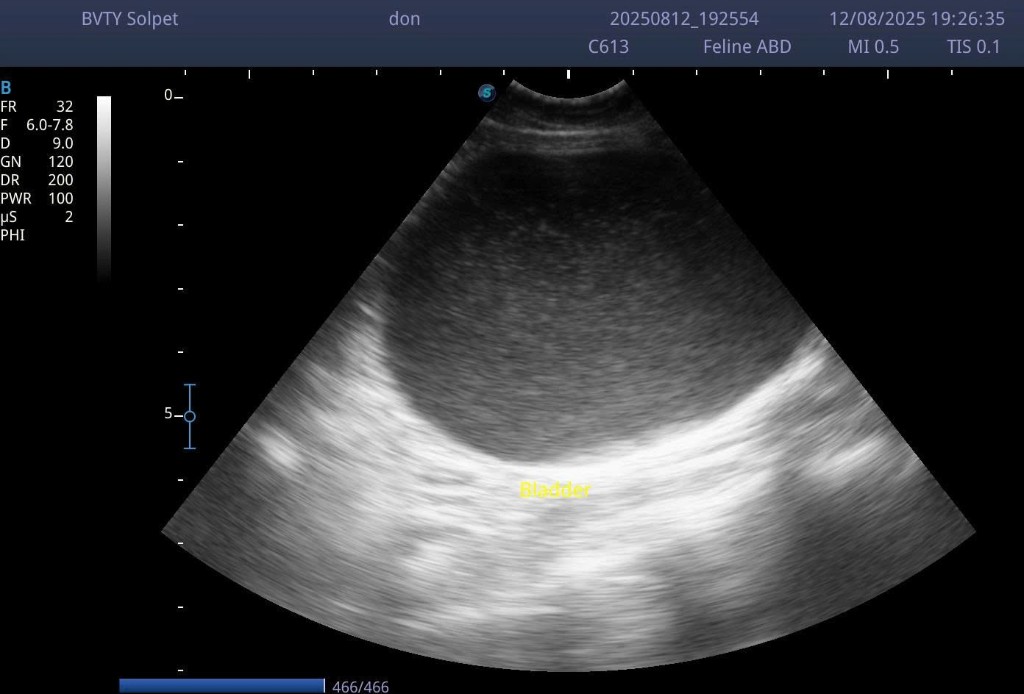 BVTY Solpet don 20250812_192554 12/08/2025 19:26:35
C613 Feline ABD MI 0.5 TIS 0.1
B
FR 32
F 6.0-7.8
D 9.0
GN 120
DR 200
PWR 100
µS 2
PHI
0
S
5
Bladder
466/466